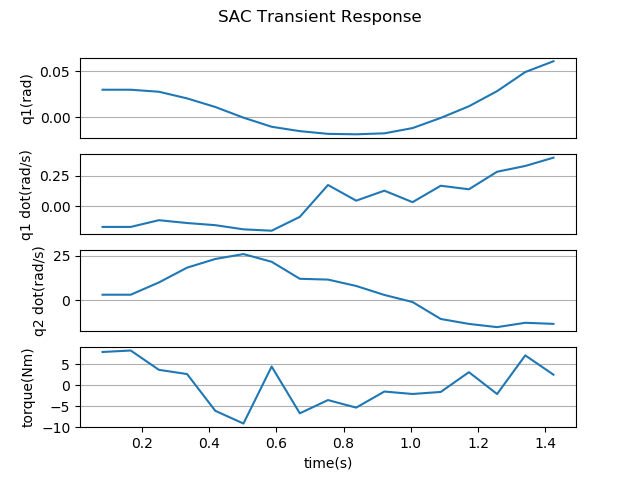 SAC Transient Response
q1(rad)
0.05
0.00
q1 dot(rad/s)
0.25
0.00
q2 dot(rad/s)
25
0
torque(Nm)
5
0
−5
−10
0.2 0.4 0.6 0.8 1.0 1.2 1.4
time(s)